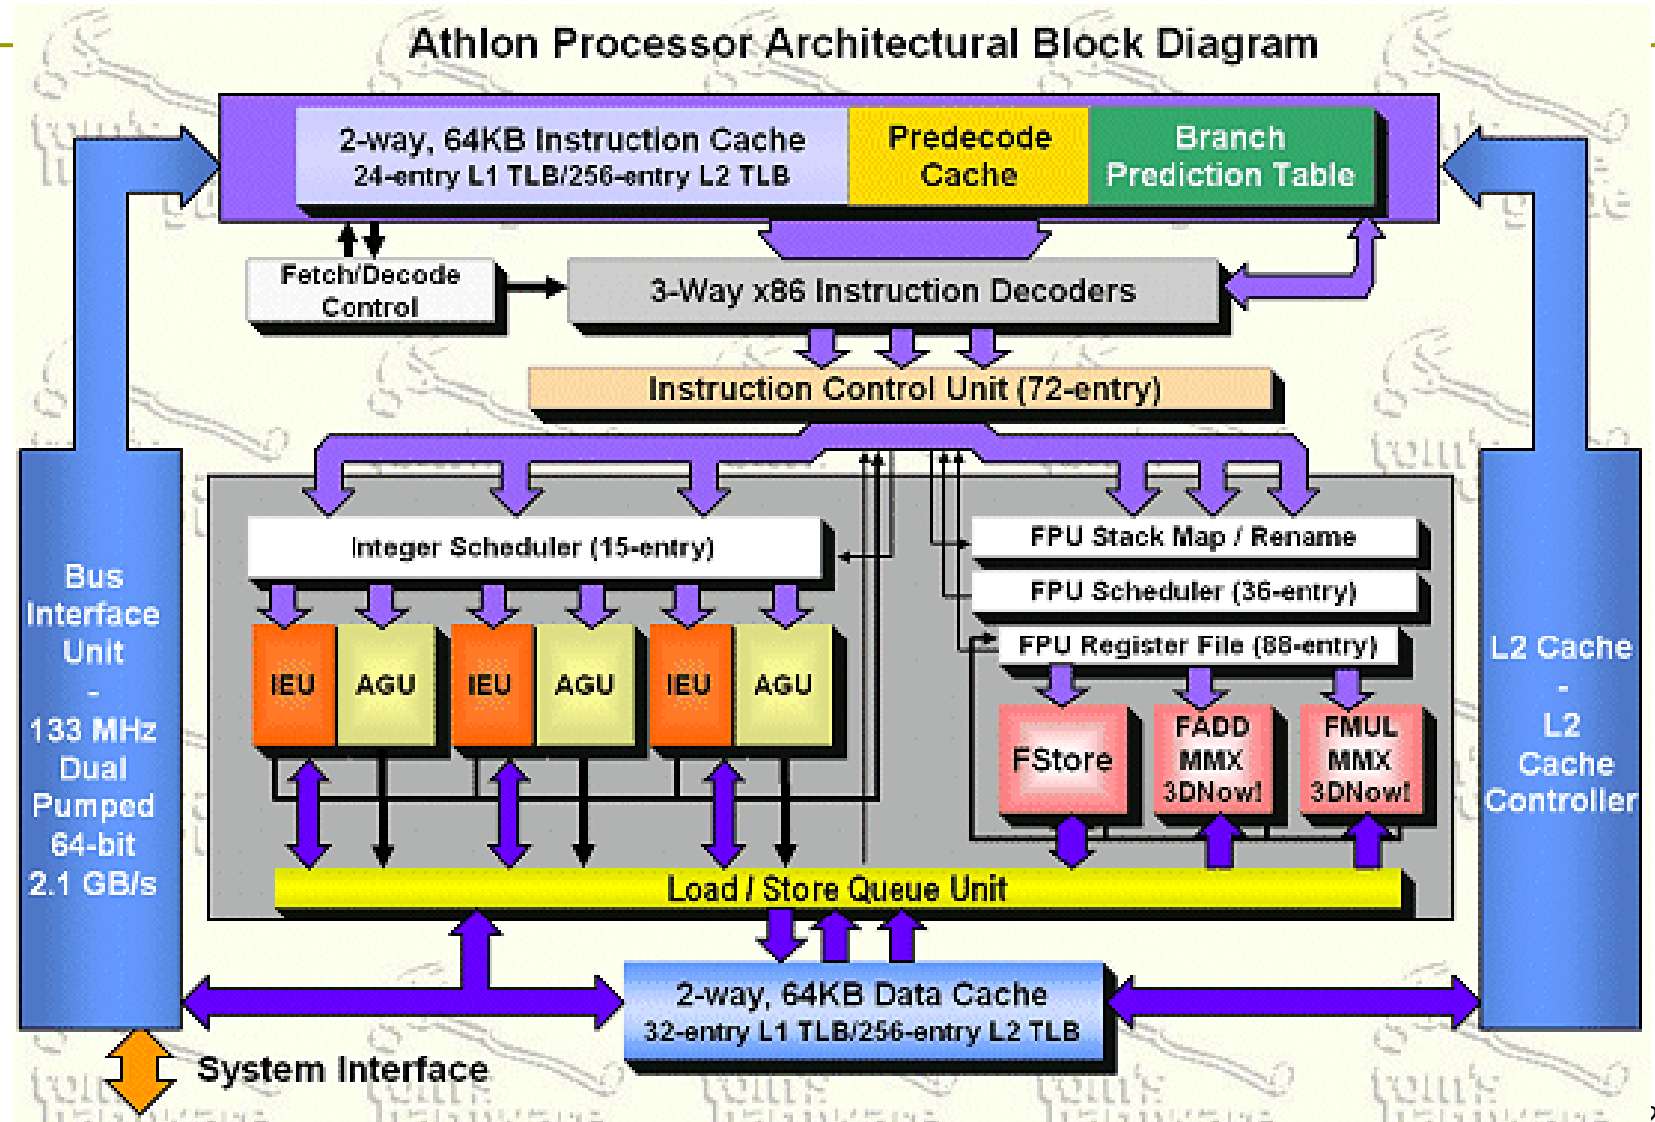 Athlon Processor Architectural Block Diagram
2-way, 64KB Instruction Cache
24-entry L1 TLB/256-entry L2 TLB
Predecode
Cache
Branch
Prediction Table
Fetch/Decode
Control
3-Way x86 Instruction Decoders
Instruction Control Unit (72-entry)
Integer Scheduler (15-entry)
FPU Stack Map / Rename
FPU Scheduler (36-entry)
FPU Register File (88-entry)
IEU
AGU
IEU
AGU
IEU
AGU
FStore
FADD
MMX
3DNow!
FMUL
MMX
3DNow!
Bus
Interface
Unit
-
133 MHz
Dual
Pumped
64-bit
2.1 GB/s
L2 Cache
-
L2
Cache
Controller
Load / Store Queue Unit
2-way, 64KB Data Cache
32-entry L1 TLB/256-entry L2 TLB
System Interface